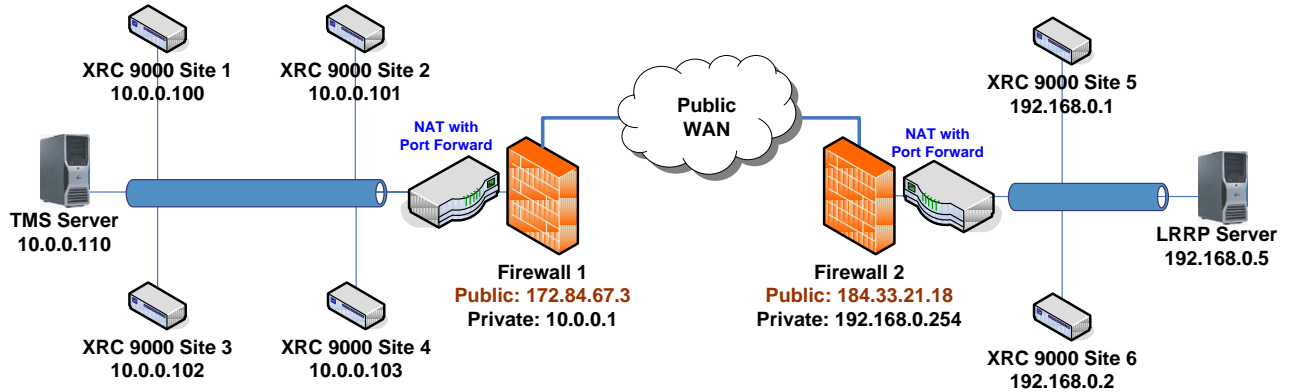 XRC 9000 Site 1
10.0.0.100
XRC 9000 Site 2
10.0.0.101
TMS Server
10.0.0.110
XRC 9000 Site 3
10.0.0.102
XRC 9000 Site 4
10.0.0.103
NAT with
Port Forward
Firewall 1
Public: 172.84.67.3
Private: 10.0.0.1
Public
WAN
NAT with
Port Forward
Firewall 2
Public: 184.33.21.18
Private: 192.168.0.254
XRC 9000 Site 5
192.168.0.1
LRRP Server
192.168.0.5
XRC 9000 Site 6
192.168.0.2